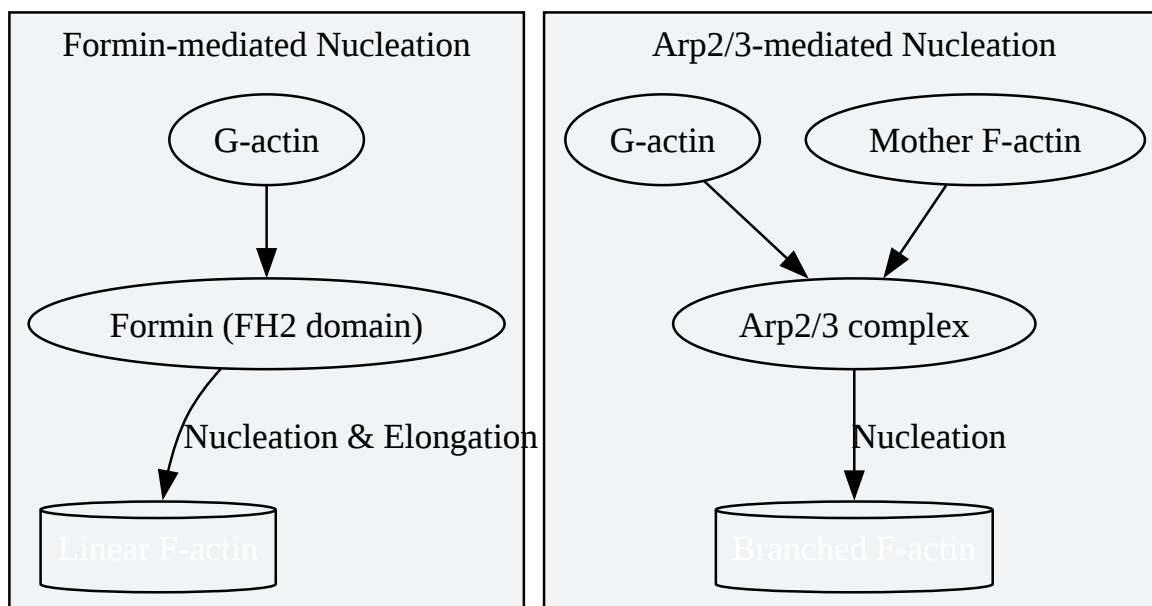 Formin-mediated Nucleation
G-actin
Formin (FH2 domain)
Nucleation & Elongation
Linear F-actin
Arp2/3-mediated Nucleation
G-actin
Mother F-actin
Arp2/3 complex
Nucleation
Branched F-actin